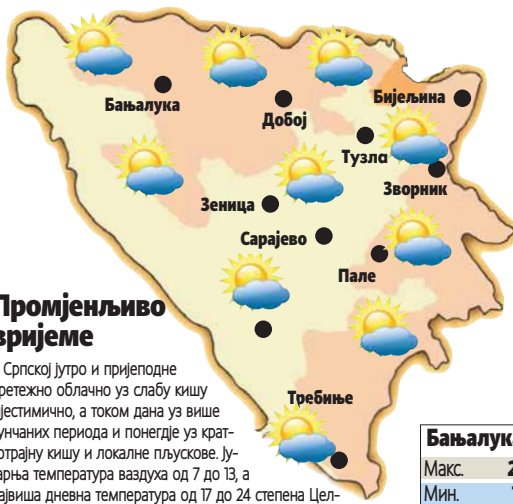 Бањалука
Добој
Бијељина
Тузла
Зворник
Зеница
Сарајево
Пале
Требиње
Промјенљиво
вријеме
Српској јутро и пријеподне
ретежно облачно уз слабу кишу
јестимично, а током дана уз више
унчаних периода и понегдје уз крат-
отрајну кишу и локалне пљускове. Ју-
арња температура ваздуха од 7 до 13, а
ајвиша дневна температура од 17 до 24 степена Цел-
Бањалука
Макс.
Мин.